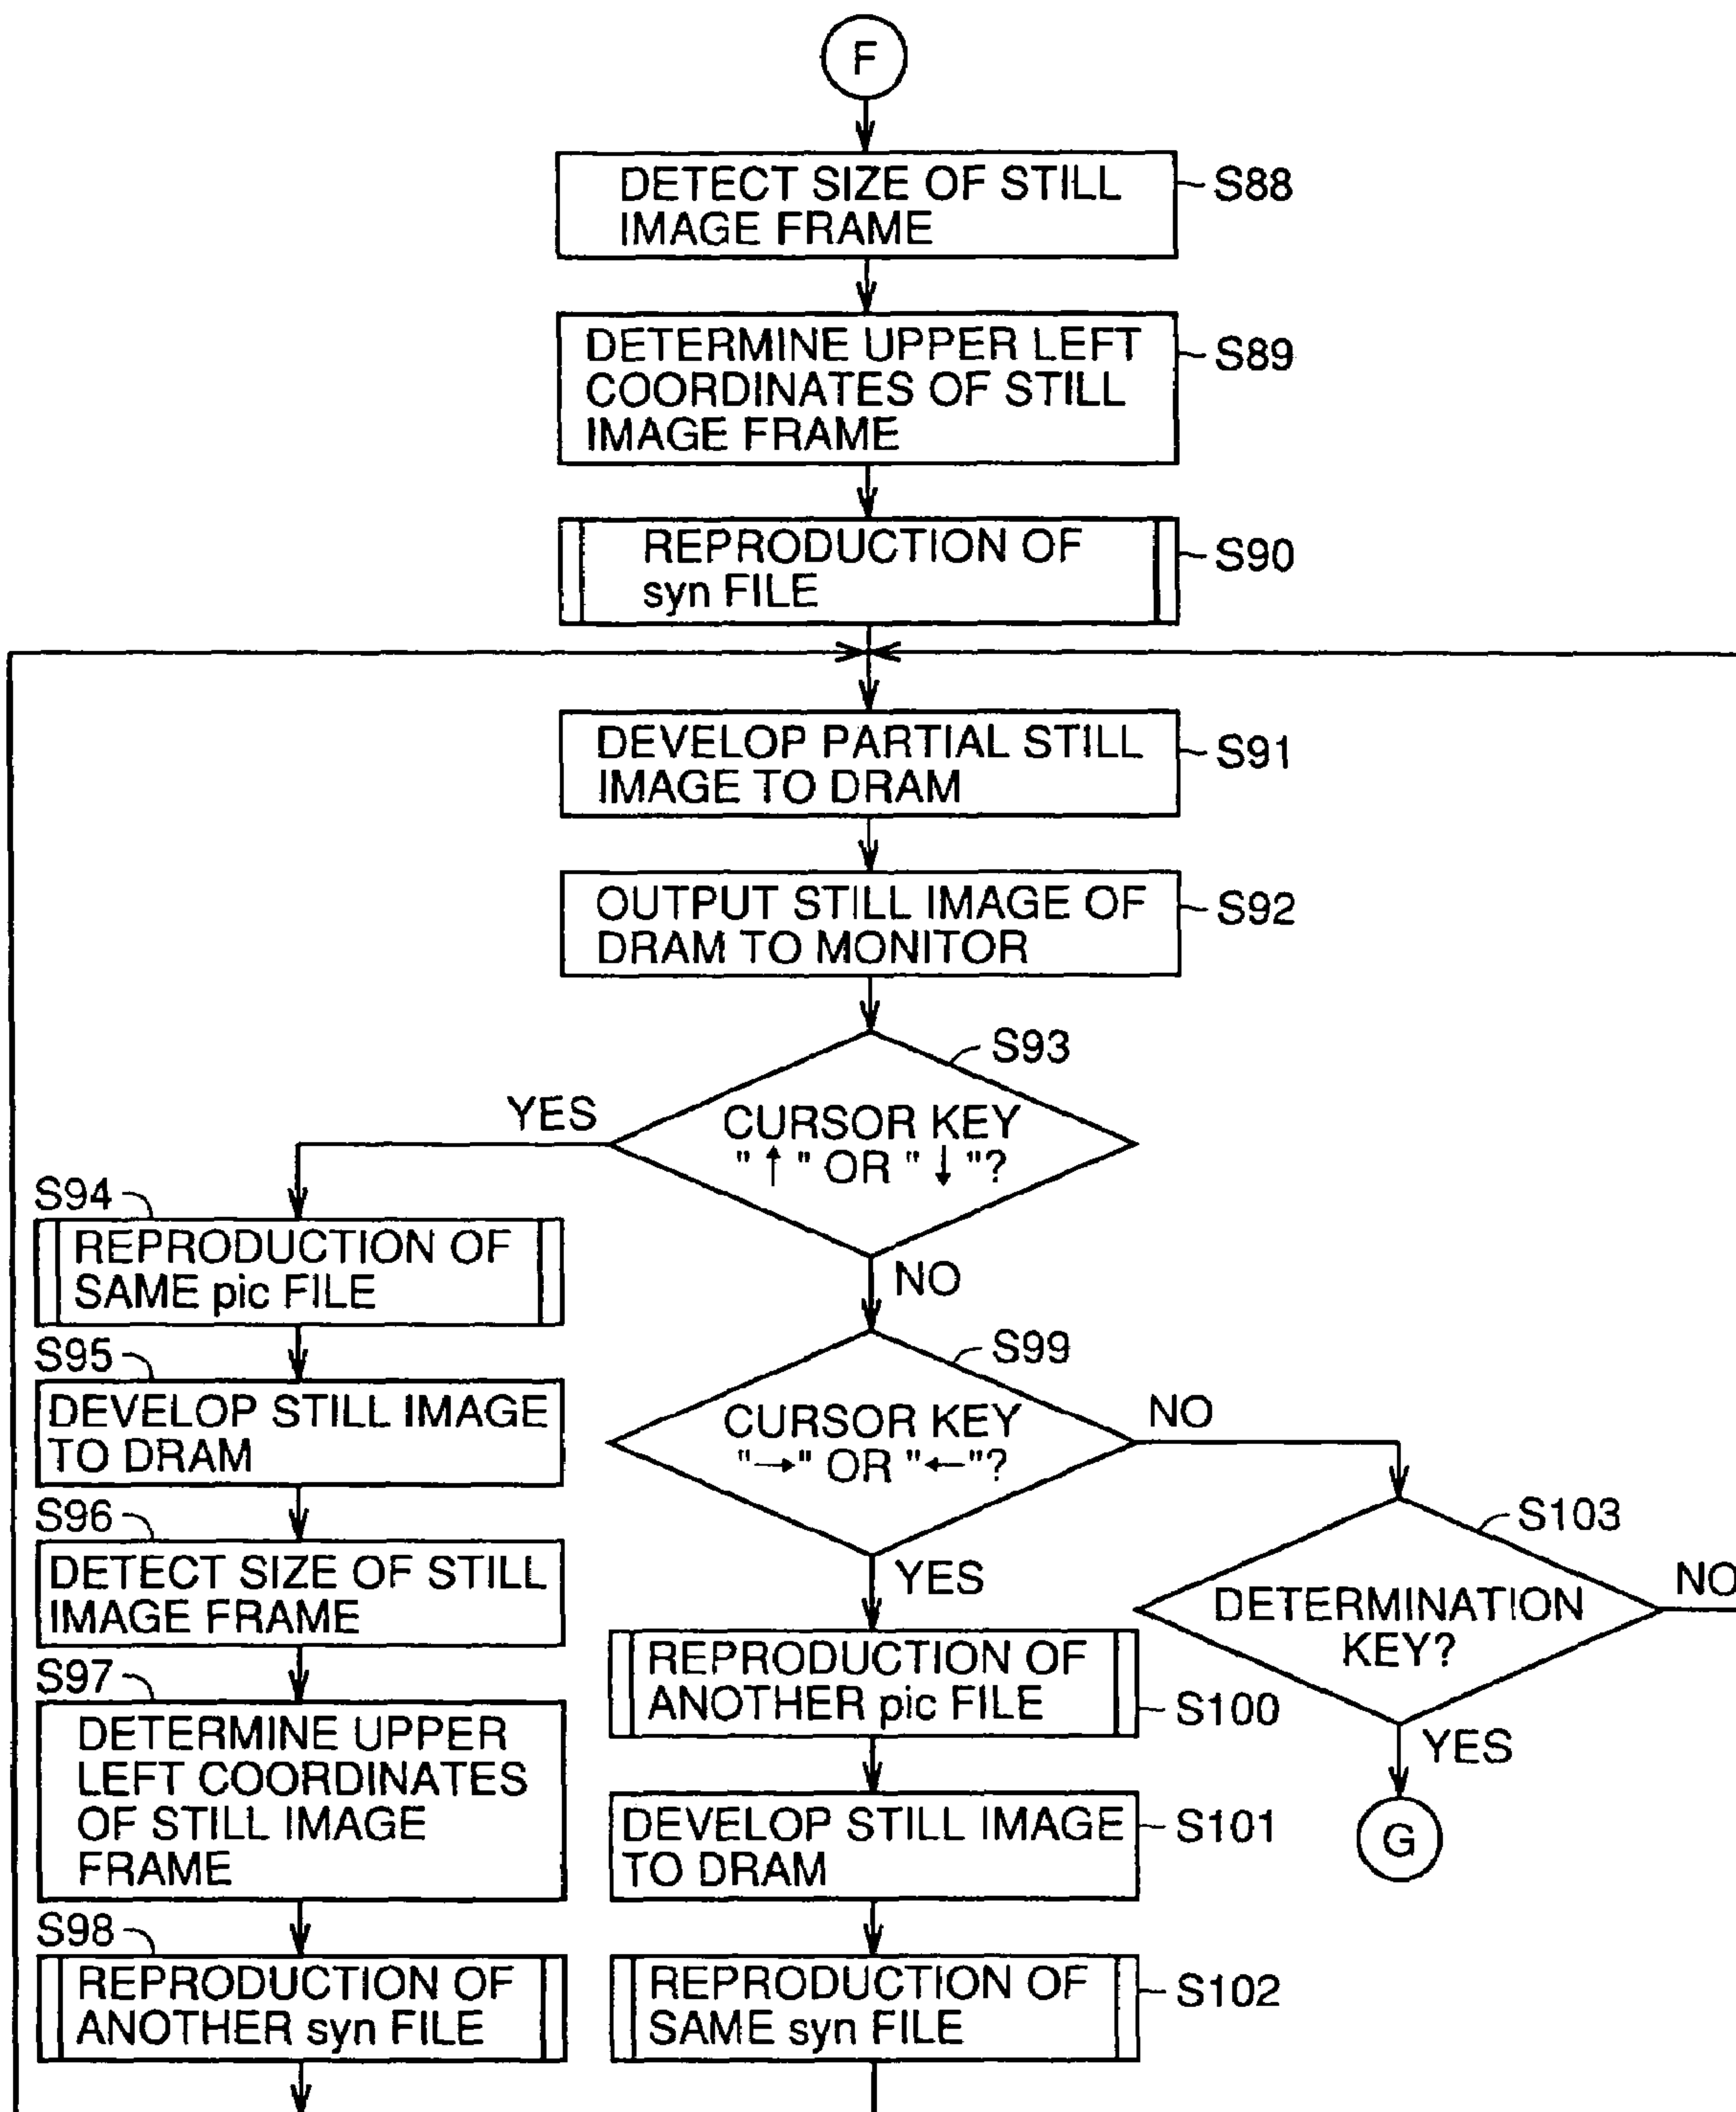 F
DETECT SIZE OF STILL
IMAGE FRAME
S88
DETERMINE UPPER LEFT
COORDINATES OF STILL
IMAGE FRAME
S89
REPRODUCTION OF
syn FILE
S90
DEVELOP PARTIAL STILL
IMAGE TO DRAM
S91
OUTPUT STILL IMAGE OF
DRAM TO MONITOR
S92
S93
CURSOR KEY
"↑" OR "↓"?
YES
NO
S94
REPRODUCTION OF
SAME pic FILE
S95
DEVELOP STILL IMAGE
TO DRAM
S96
DETECT SIZE OF STILL
IMAGE FRAME
S97
DETERMINE UPPER
LEFT COORDINATES
OF STILL IMAGE
FRAME
S98
REPRODUCTION OF
ANOTHER syn FILE
S99
CURSOR KEY
"→" OR "←"?
NO
YES
REPRODUCTION OF
ANOTHER pic FILE
S100
DEVELOP STILL IMAGE
TO DRAM
S101
REPRODUCTION OF
SAME syn FILE
S102
S103
DETERMINATION
KEY?
NO
YES
G